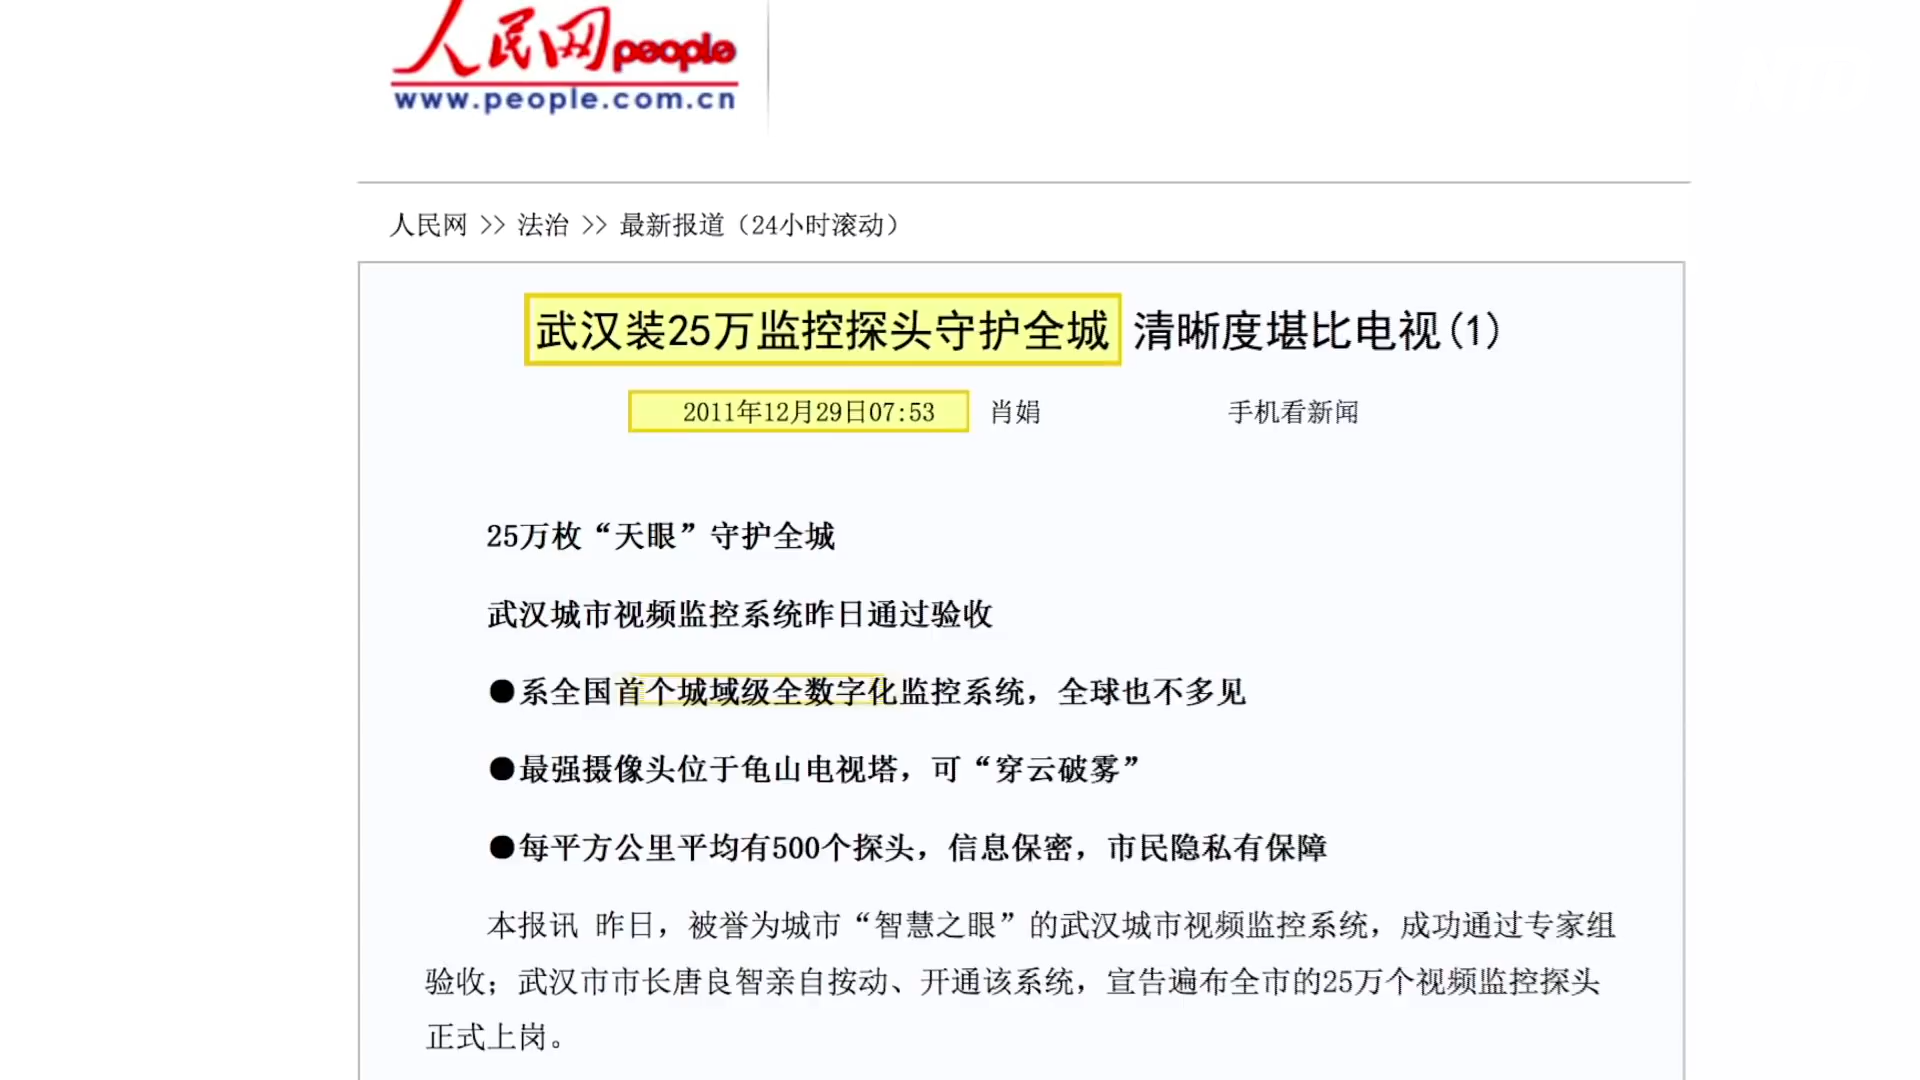 人民网people
www.people.com.cn
人民网 >> 法治 >> 最新报道（24小时滚动）
武汉装25万监控探头守护全城 清晰度堪比电视(1)
2011年12月29日07:53 肖娟 手机看新闻
25万枚“天眼”守护全城
武汉城市视频监控系统昨日通过验收
●系全国首个城域级全数字化监控系统，全球也不多见
●最强摄像头位于龟山电视塔，可“穿云破雾”
●每平方公里平均有500个探头，信息保密，市民隐私有保障
本报讯 昨日，被誉为城市“智慧之眼”的武汉城市视频监控系统，成功通过专家组
验收；武汉市市长唐良智亲自按动、开通该系统，宣告遍布全市的25万个视频监控探头
正式上岗。